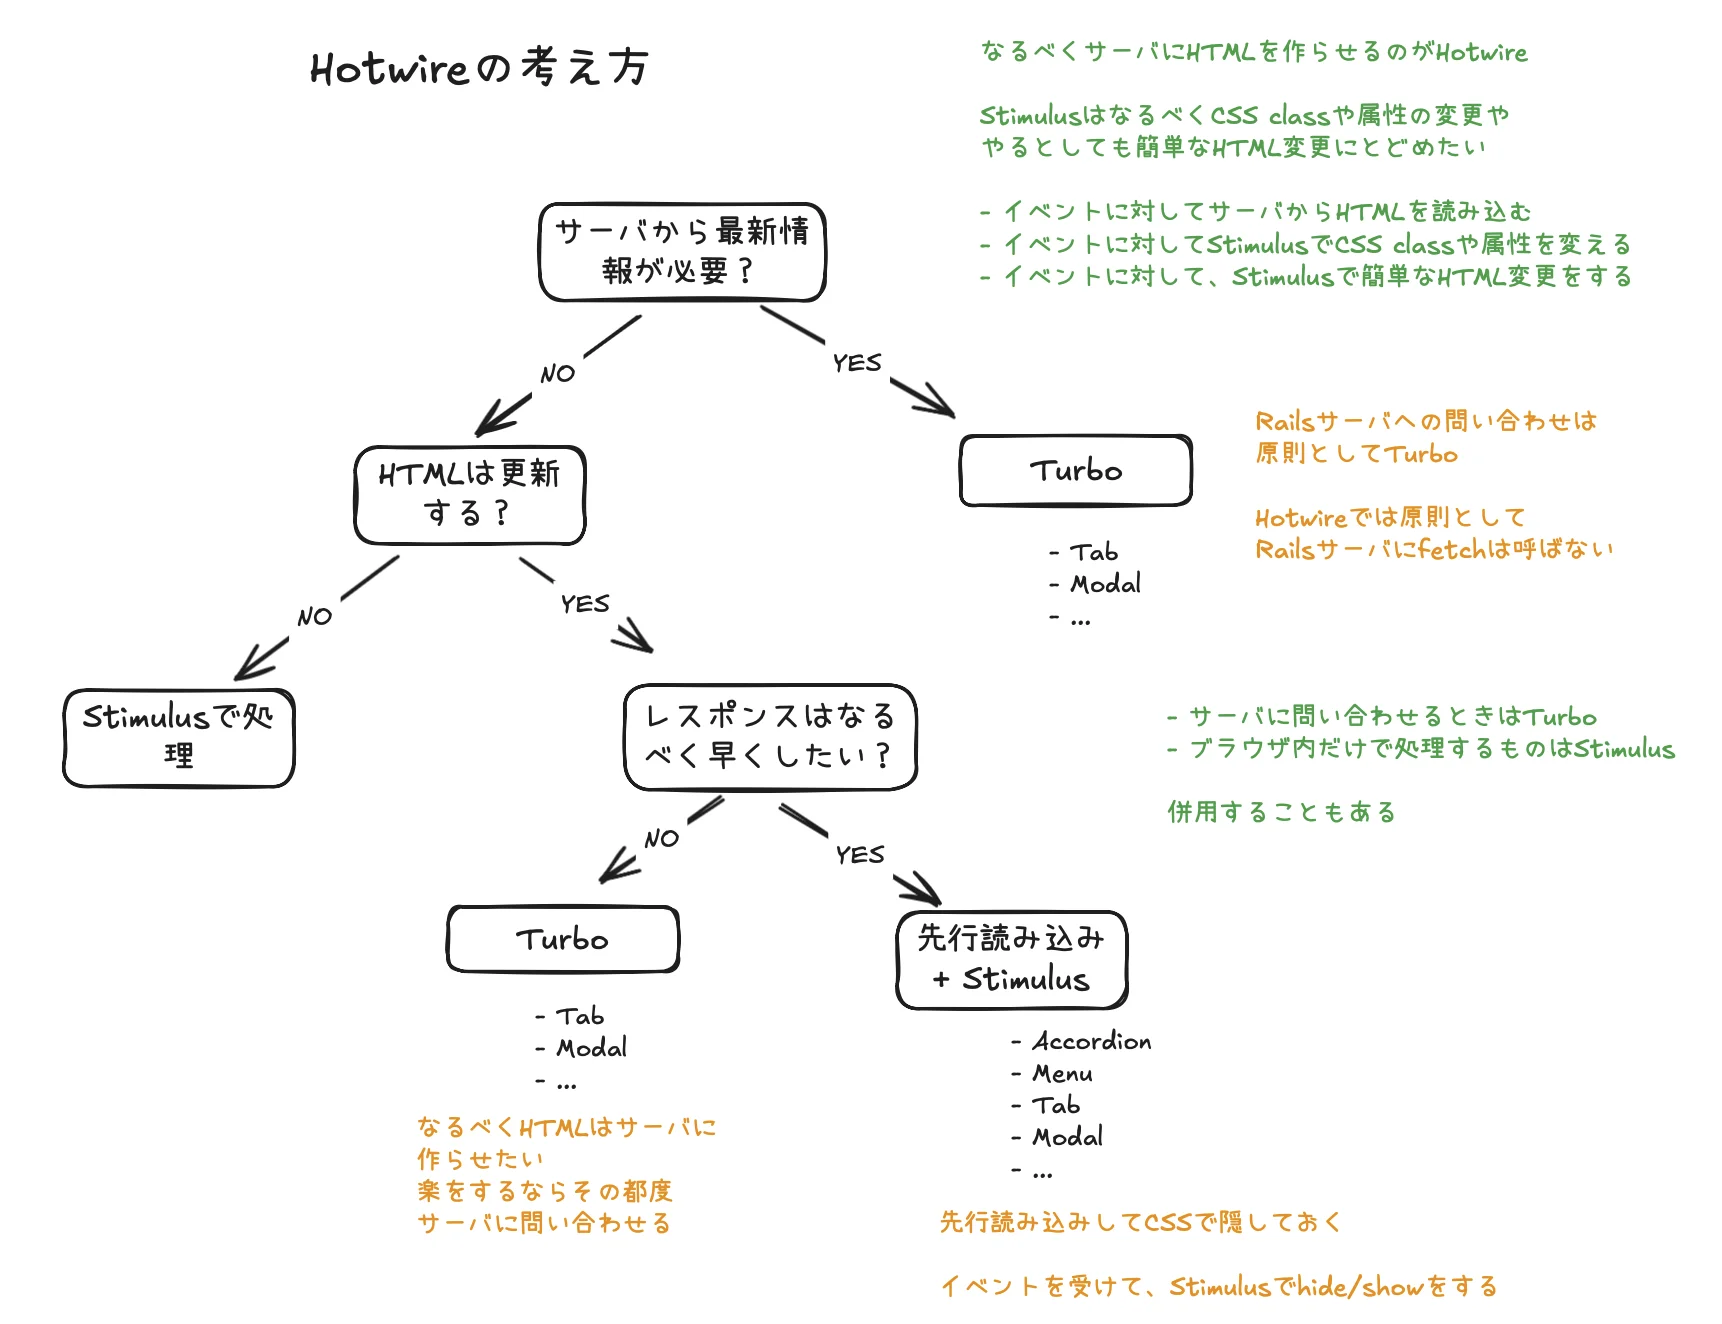 Hotwireの考え方
なるべくサーバにHTMLを作らせるのがHotwire
StimulusはなるべくCSS classや属性の変更や
やるとしても簡単なHTML変更にとどめたい
- イベントに対してサーバからHTMLを読み込む
- イベントに対してStimulusでCSS classや属性を変える
- イベントに対して、Stimulusで簡単なHTML変更をする
サーバから最新情
報が必要？
NO
YES
HTMLは更新
する？
Turbo
- Tab
- Modal
- ...
Railsサーバへの問い合わせは
原則としてTurbo
Hotwireでは原則として
Railsサーバにfetchは呼ばない
NO
YES
Stimulusで処
理
レスポンスはなる
べく早くしたい？
- サーバに問い合わせるときはTurbo
- ブラウザ内だけで処理するものはStimulus
併用することもある
NO
YES
Turbo
- Tab
- Modal
- ...
なるべくHTMLはサーバに
作らせたい
楽をするならその都度
サーバに問い合わせる
先行読み込み
+ Stimulus
- Accordion
- Menu
- Tab
- Modal
- ...
先行読み込みしてCSSで隠しておく
イベントを受けて、Stimulusでhide/showをする